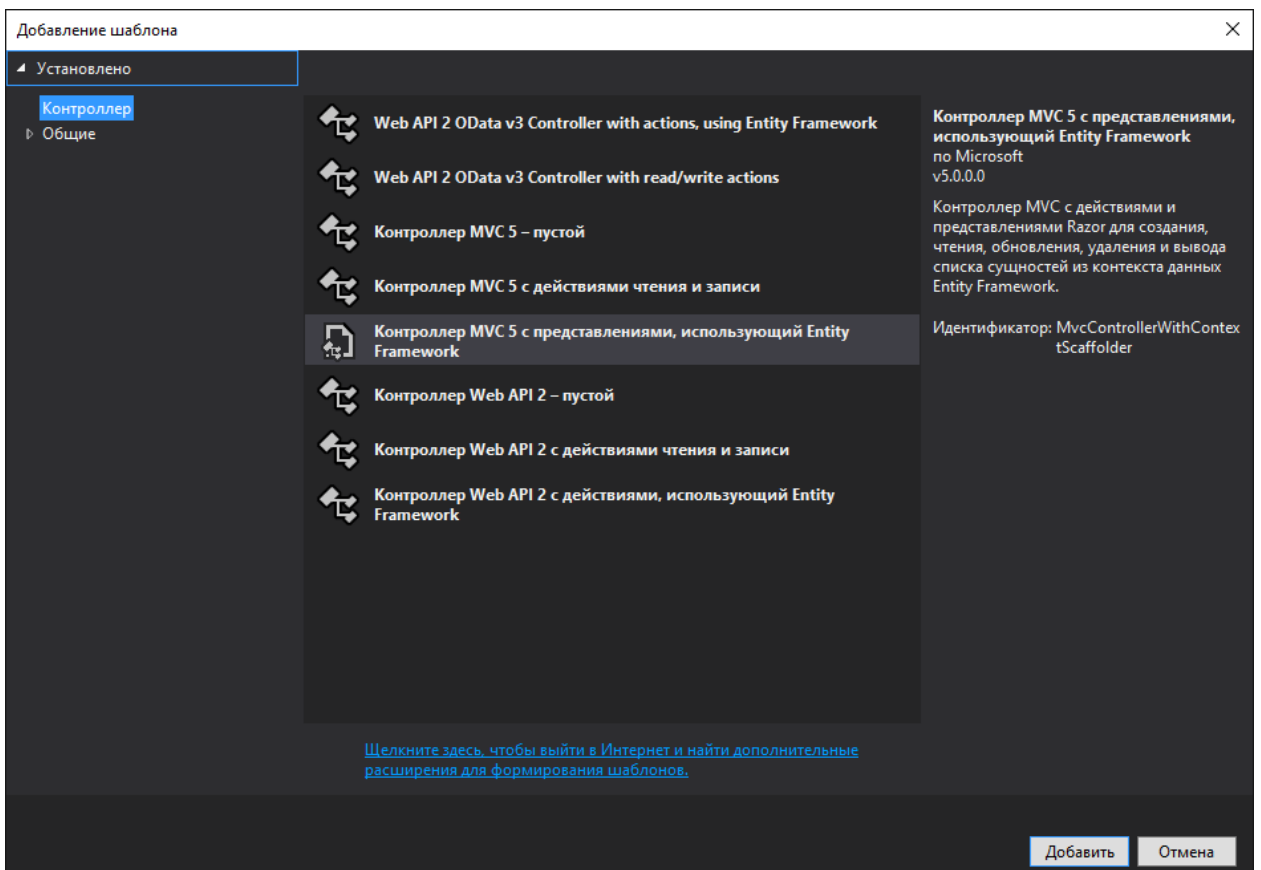 Добавление шаблона
Установлено
Контроллер
Общие
Web API 2 OData v3 Controller with actions, using Entity Framework
Web API 2 OData v3 Controller with read/write actions
Контроллер MVC 5 – пустой
Контроллер MVC 5 с действиями чтения и записи
Контроллер MVC 5 с представлениями, использующий Entity
Framework
Контроллер Web API 2 – пустой
Контроллер Web API 2 с действиями чтения и записи
Контроллер Web API 2 с действиями, использующий Entity
Framework
Щелкните здесь, чтобы выйти в Интернет и найти дополнительные
расширения для формирования шаблонов.
Контроллер MVC 5 с представлениями,
использующий Entity Framework
по Microsoft
v5.0.0.0
Контроллер MVC с действиями и
представлениями Razor для создания,
чтения, обновления, удаления и вывода
списка сущностей из контекста данных
Entity Framework.
Идентификатор: MvcControllerWithContex
tScaffolder
Добавить
Отмена